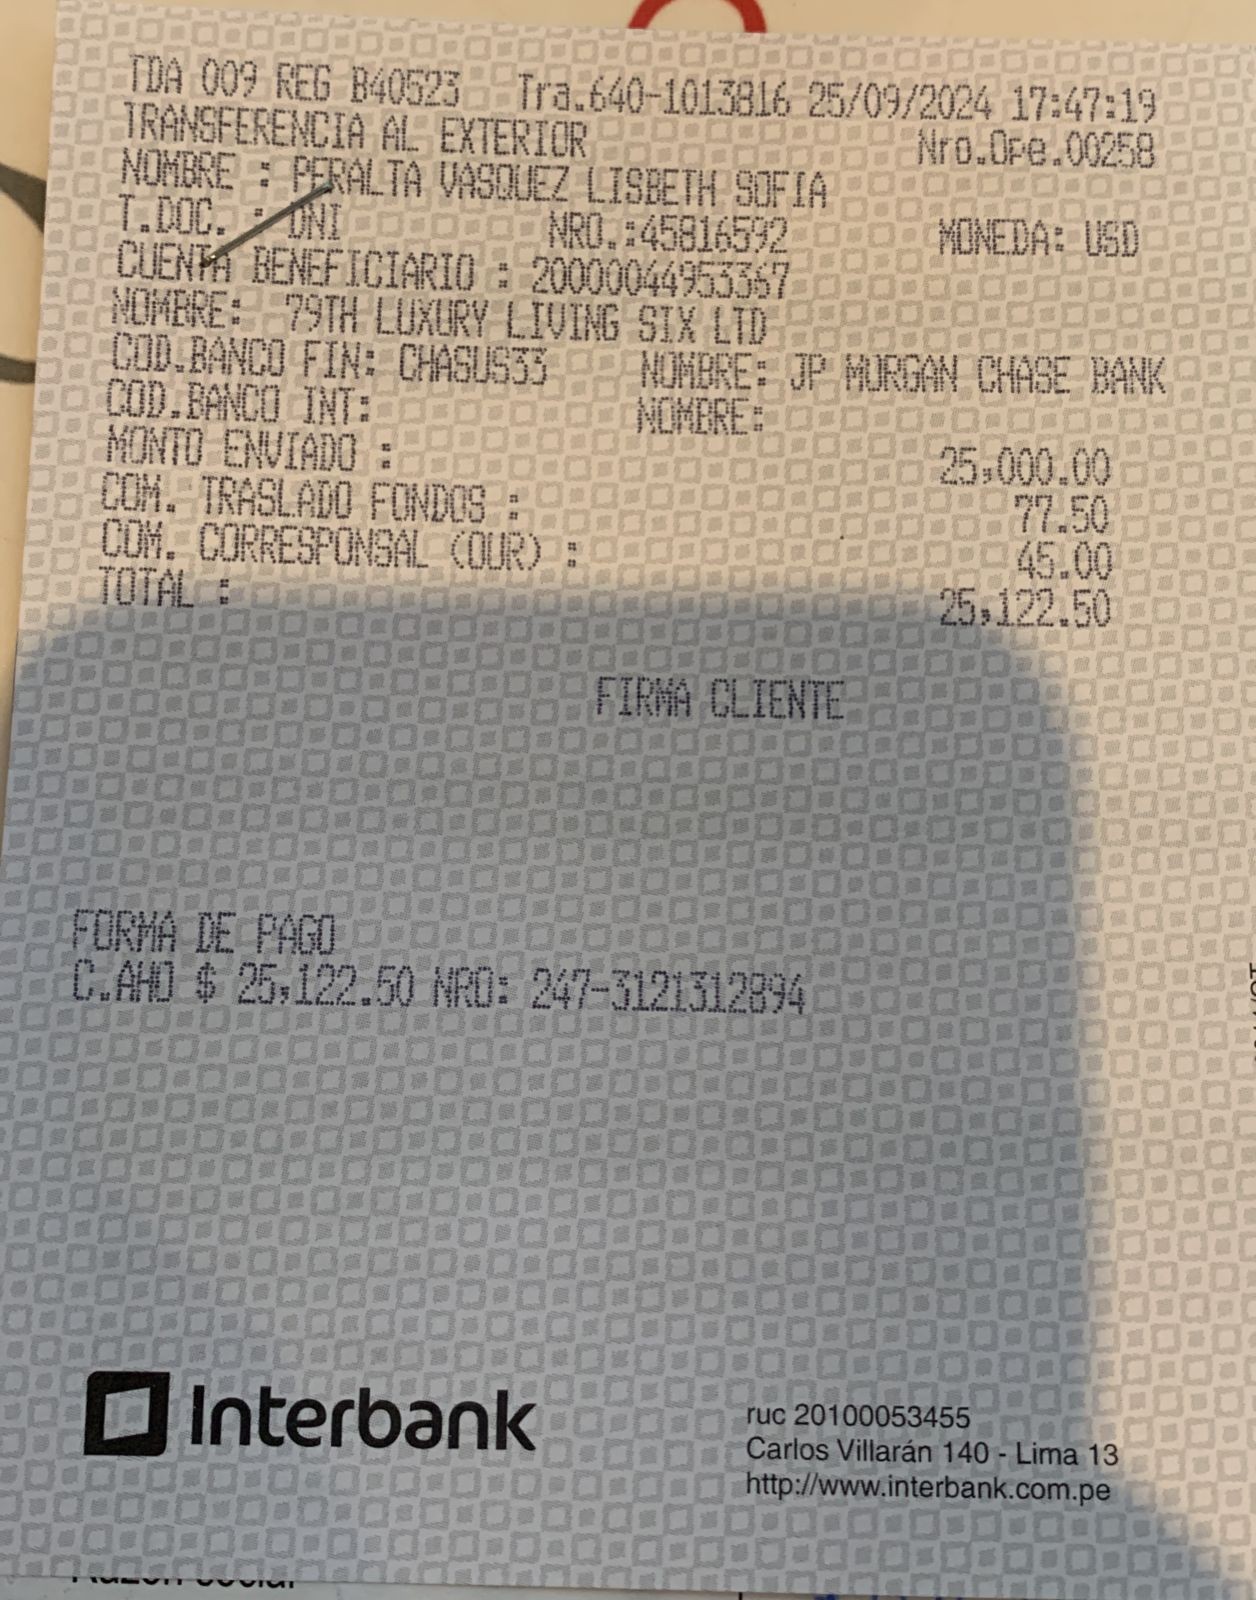 TDA 009 REG B40523 Tra.640-1013816 25/09/2024 17:47:19
TRANSFERENCIA AL EXTERIOR Nro.Ope.00258
NOMBRE : PERALTA VASQUEZ LISBETH SOFIA
T.DOC. : DNI NRO.:45816592 MONEDA: USD
CUENTA BENEFICIARIO : 20000044953367
NOMBRE: 79TH LUXURY LIVING SIX LTD
COD.BANCO FIN: CHASUS33 NOMBRE: JP MORGAN CHASE BANK
COD.BANCO INT: NOMBRE:
MONTO ENVIADO : 25,000.00
COM. TRASLADO FONDOS : 77.50
COM. CORRESPONSAL (OUR) : 45.00
TOTAL : 25,122.50
FIRMA CLIENTE
FORMA DE PAGO
C.AHO $ 25,122.50 NRO: 247-3121312894
Interbank
ruc 20100053455
Carlos Villarán 140 - Lima 13
http://www.interbank.com.pe
Razón social